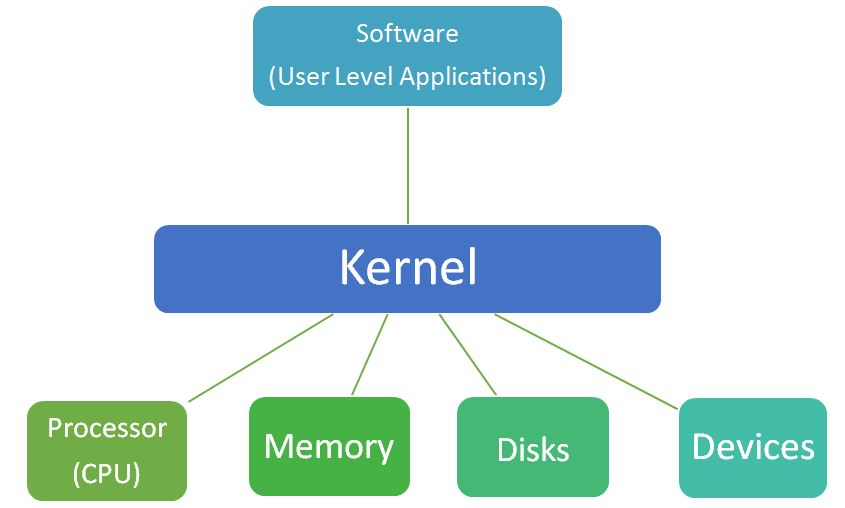 Software
(User Level Applications)
Kernel
Processor
(CPU)
Memory
Disks
Devices